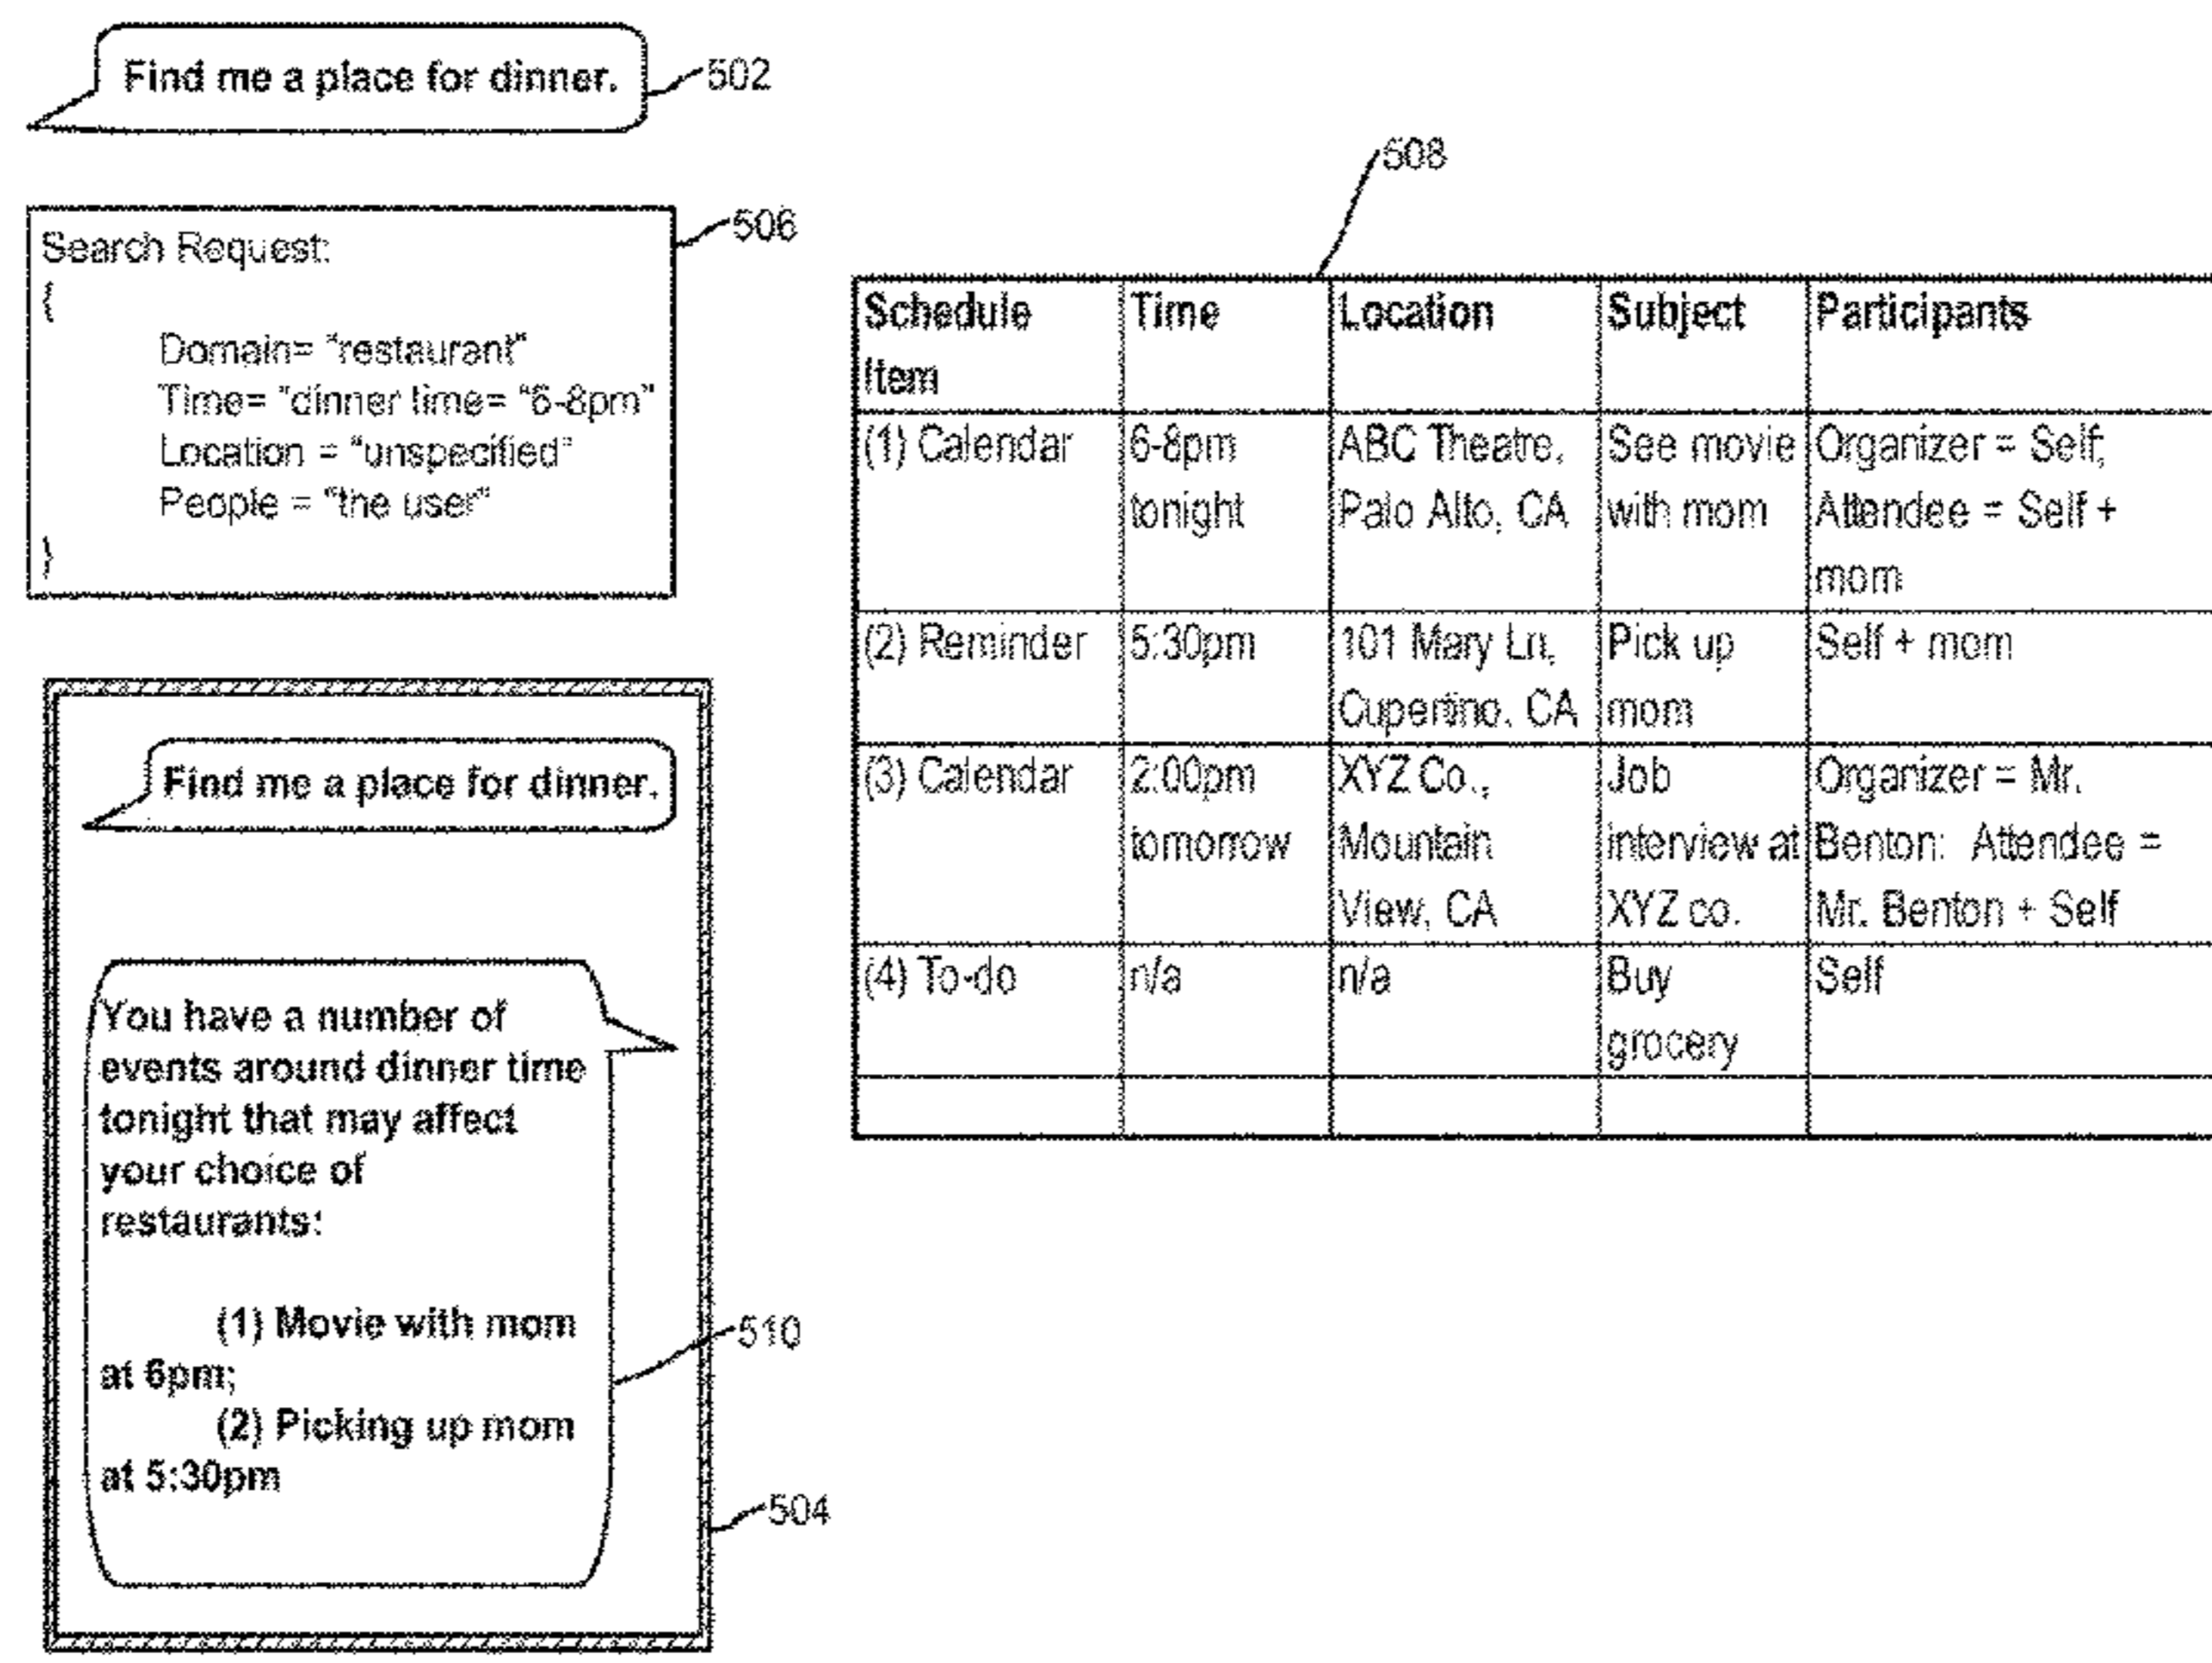 Find me a place for dinner.
502
506
Search Request:
{
Domain= "restaurant"
Time= "dinner time= "6-8pm"
Location = "unspecified"
People = "the user"
}
508
Schedule Item | Time | Location | Subject | Participants
(1) Calendar | 6-8pm tonight | ABC Theatre, Palo Alto, CA | See movie with mom | Organizer = Self; Attendee = Self + mom
(2) Reminder | 5:30pm | 101 Mary Ln, Cupertino, CA | Pick up mom | Self + mom
(3) Calendar | 2:00pm tomorrow | XYZ Co., Mountain View, CA | Job interview at XYZ co. | Organizer = Mr. Benton: Attendee = Mr. Benton + Self
(4) To-do | n/a | n/a | Buy grocery | Self
Find me a place for dinner.
You have a number of
events around dinner time
tonight that may affect
your choice of
restaurants:
(1) Movie with mom
at 6pm;
(2) Picking up mom
at 5:30pm
510
504